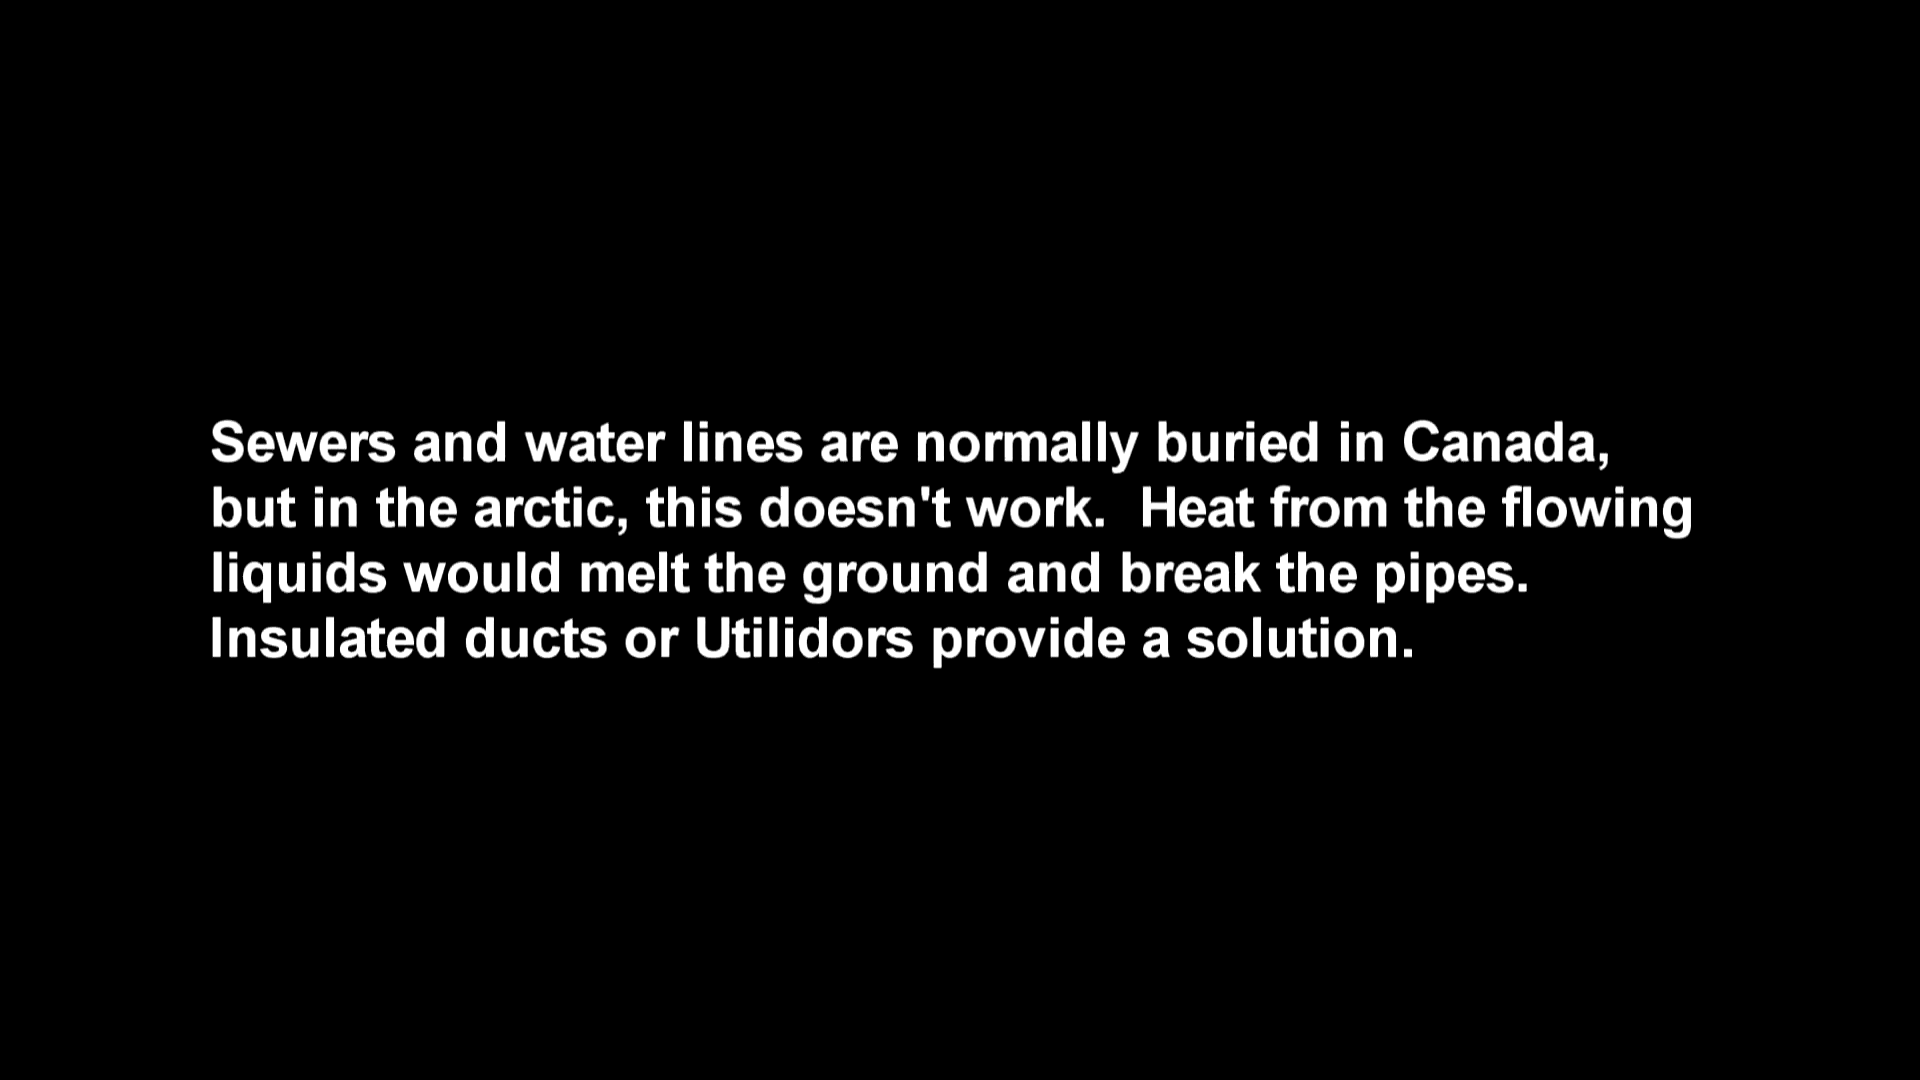 Sewers and water lines are normally buried in Canada,
but in the arctic, this doesn't work.  Heat from the flowing
liquids would melt the ground and break the pipes.
Insulated ducts or Utilidors provide a solution.